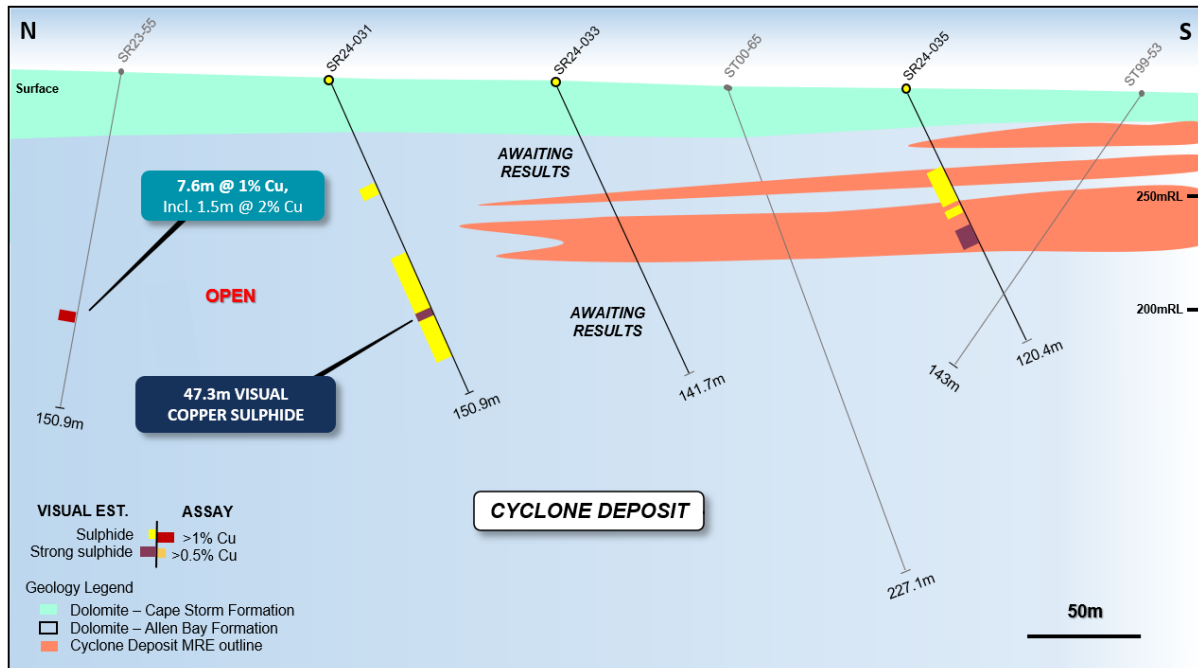 N
S
SR23-55
SR24-031
SR24-033
ST00-65
SR24-035
ST99-53
Surface
AWAITING
RESULTS
7.6m @ 1% Cu,
Incl. 1.5m @ 2% Cu
250mRL
OPEN
AWAITING
RESULTS
200mRL
47.3m VISUAL
COPPER SULPHIDE
150.9m
150.9m
141.7m
143m
120.4m
CYCLONE DEPOSIT
227.1m
VISUAL EST. ASSAY
Sulphide >1% Cu
Strong sulphide >0.5% Cu
Geology Legend
Dolomite – Cape Storm Formation
Dolomite – Allen Bay Formation
Cyclone Deposit MRE outline
50m